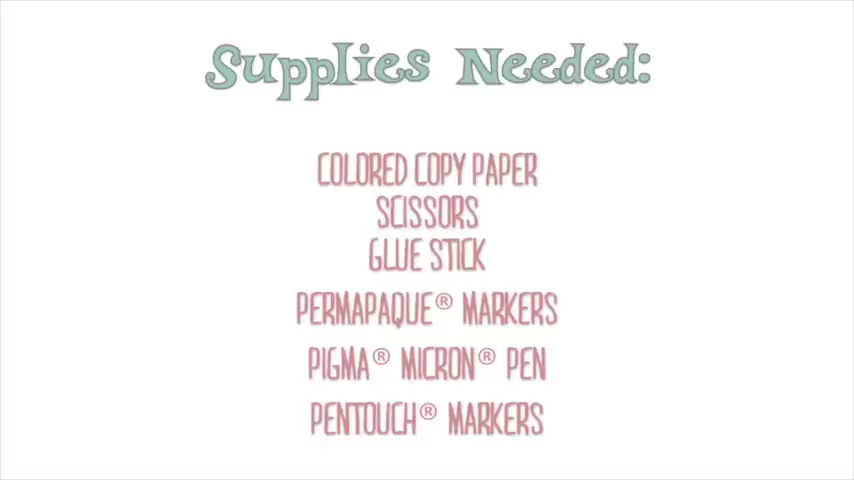 Supplies Needed:
COLORED COPY PAPER
SCISSORS
GLUE STICK
PERMAPAQUE® MARKERS
PIGMA® MICRON® PEN
PENTOUCH® MARKERS